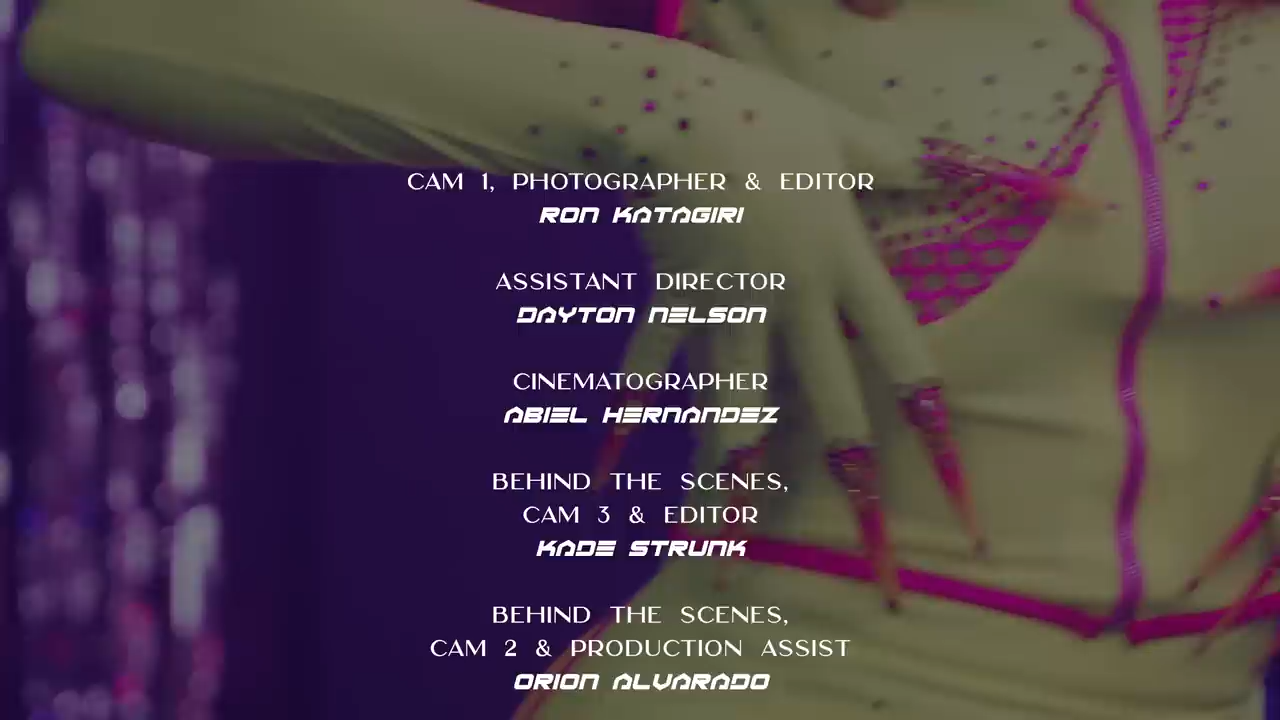 CAM 1, PHOTOGRAPHER & EDITOR
RON KATAGIRI
ASSISTANT DIRECTOR
DAYTON NELSON
CINEMATOGRAPHER
ABIEL HERNANDEZ
BEHIND THE SCENES,
CAM 3 & EDITOR
KADE STRUNK
BEHIND THE SCENES,
CAM 2 & PRODUCTION ASSIST
ORION ALVARADO